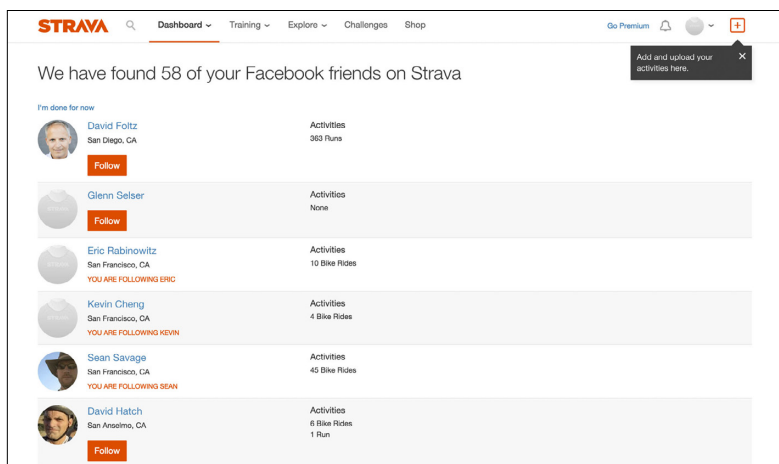 STRAVA Dashboard Training Explore Challenges Shop Go Premium
Add and upload your
activities here.
We have found 58 of your Facebook friends on Strava
I'm done for now
David Foltz
San Diego, CA
Follow
Activities
363 Runs
Glenn Selser
Follow
Activities
None
Eric Rabinowitz
San Francisco, CA
YOU ARE FOLLOWING ERIC
Activities
10 Bike Rides
Kevin Cheng
San Francisco, CA
YOU ARE FOLLOWING KEVIN
Activities
4 Bike Rides
Sean Savage
San Francisco, CA
YOU ARE FOLLOWING SEAN
Activities
45 Bike Rides
David Hatch
San Anselmo, CA
Follow
Activities
6 Bike Rides
1 Run